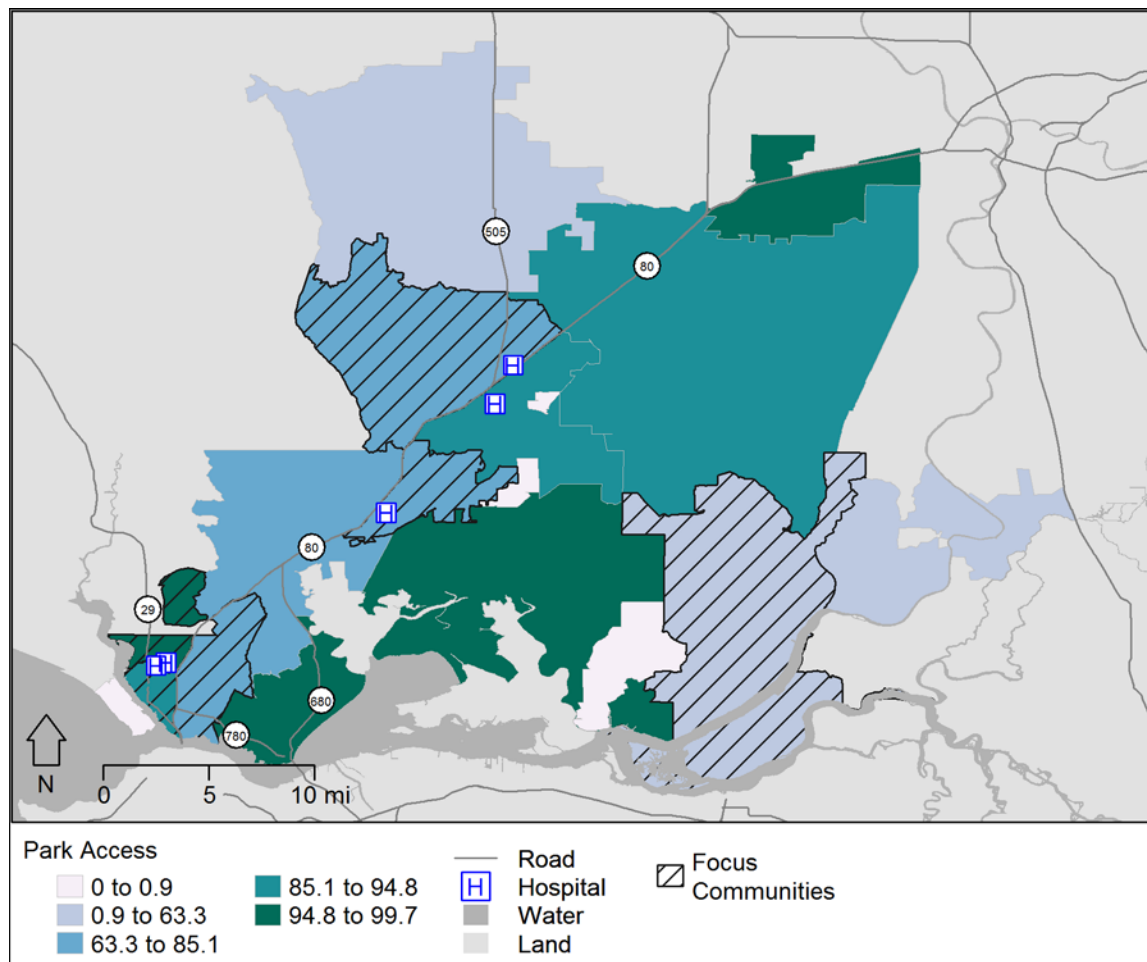 505
80
H
H
H
80
29
H H
680
780
N
0 5 10 mi
Park Access
0 to 0.9
0.9 to 63.3
63.3 to 85.1
85.1 to 94.8
94.8 to 99.7
Road
H Hospital
Water
Land
Focus
Communities